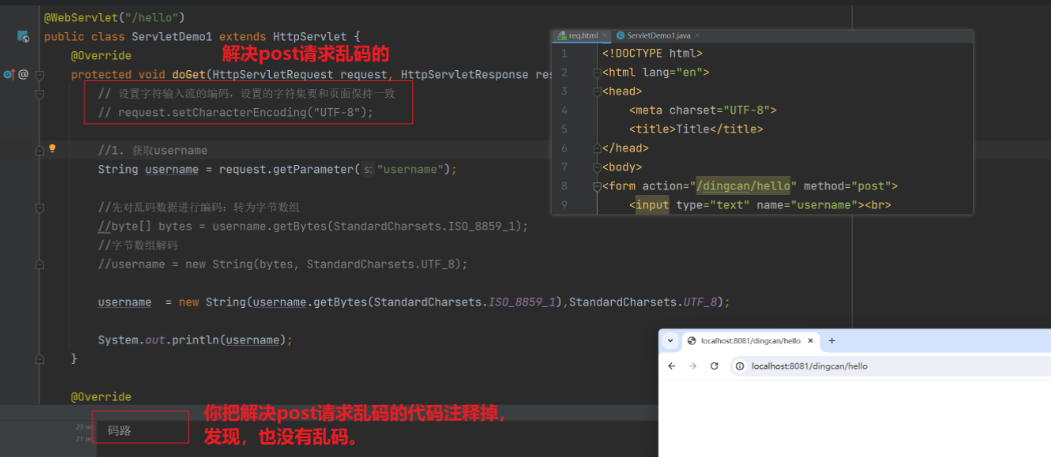 @WebServlet("/hello")
public class ServletDemo1 extends HttpServlet {
解决post请求乱码的
@Override
protected void doGet(HttpServletRequest request, HttpServletResponse res
// 设置字符输入流的编码，设置的字符集要和页面保持一致
// request.setCharacterEncoding("UTF-8");
//1. 获取username
String username = request.getParameter( s: "username");
//先对乱码数据进行编码：转为字节数组
//byte[] bytes = username.getBytes(StandardCharsets.ISO_8859_1);
//字节数组解码
//username = new String(bytes, StandardCharsets.UTF_8);
username  = new String(username.getBytes(StandardCharsets.ISO_8859_1),StandardCharsets.UTF_8);
System.out.println(username);
}
@Override
req.html ServletDemo1.java
1 <!DOCTYPE html>
2 <html lang="en">
3 <head>
4 <meta charset="UTF-8">
5 <title>Title</title>
6 </head>
7 <body>
8 <form action="/dingcan/hello" method="post">
9 <input type="text" name="username"><br>
localhost:8081/dingcan/hello
localhost:8081/dingcan/hello
码路
你把解决post请求乱码的代码注释掉，
发现，也没有乱码。